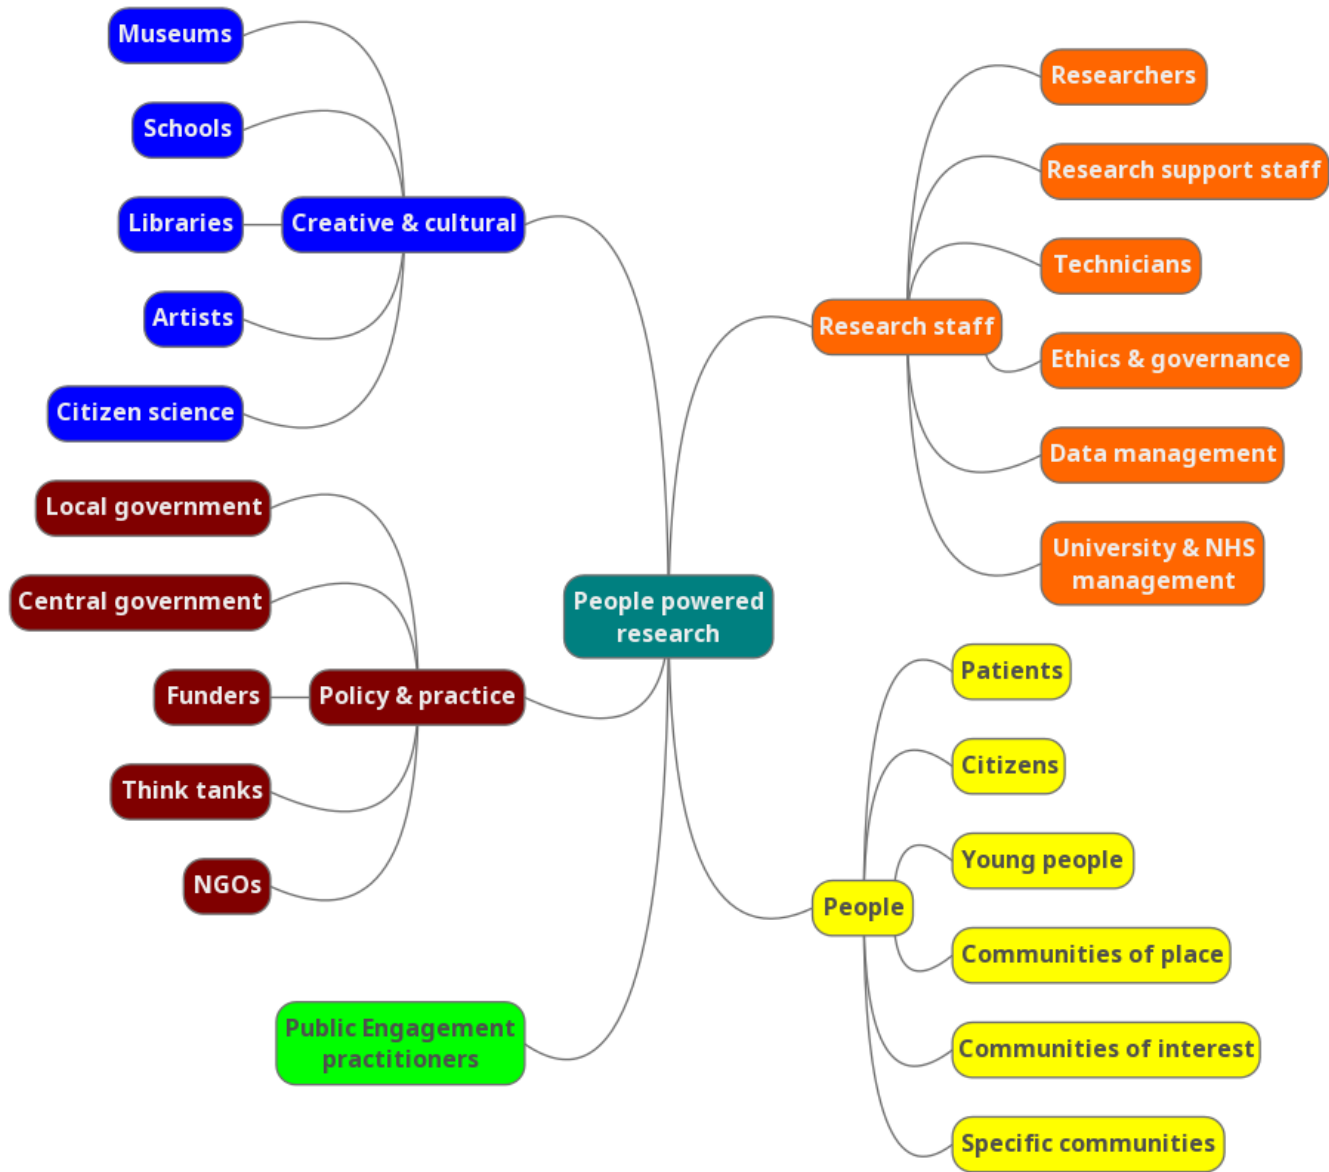 Museums
Schools
Libraries
Artists
Citizen science
Creative & cultural
Local government
Central government
Funders
Think tanks
NGOs
Policy & practice
Public Engagement
practitioners
People powered
research
Research staff
Researchers
Research support staff
Technicians
Ethics & governance
Data management
University & NHS
management
People
Patients
Citizens
Young people
Communities of place
Communities of interest
Specific communities